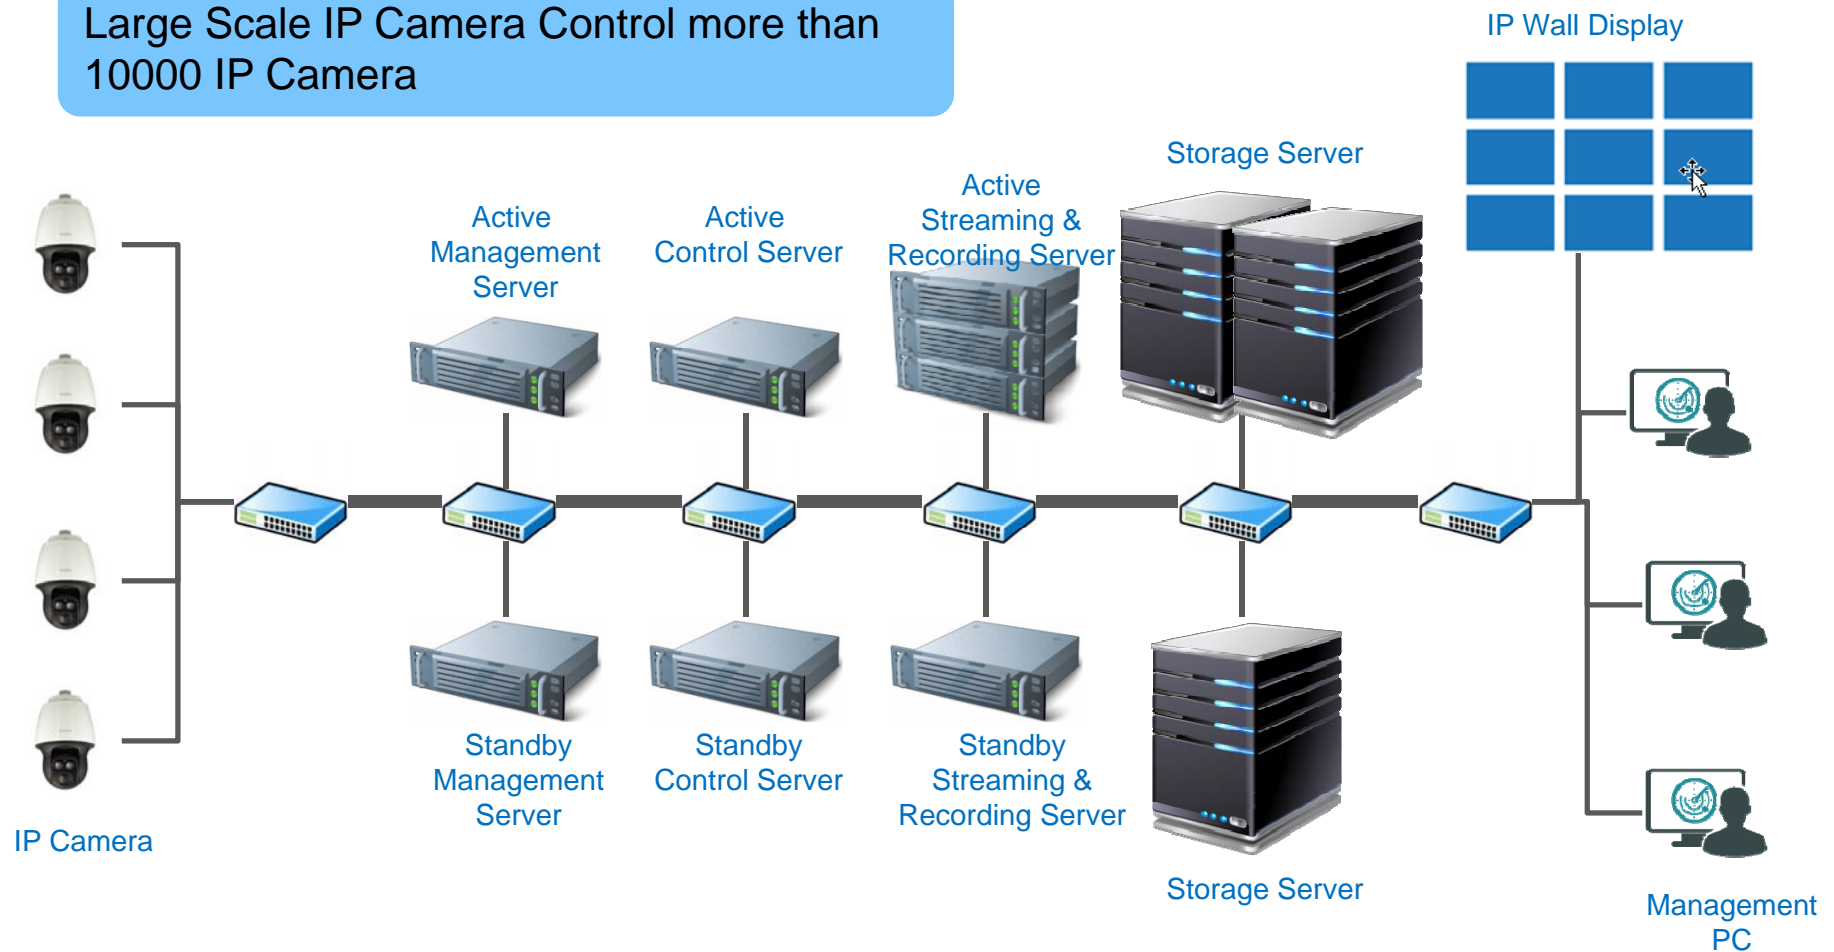 Large Scale IP Camera Control more than
10000 IP Camera
IP Wall Display
Storage Server
Active
Management
Server
Active
Control Server
Active
Streaming &
Recording Server
Standby
Management
Server
Standby
Control Server
Standby
Streaming &
Recording Server
IP Camera
Storage Server
Management
PC